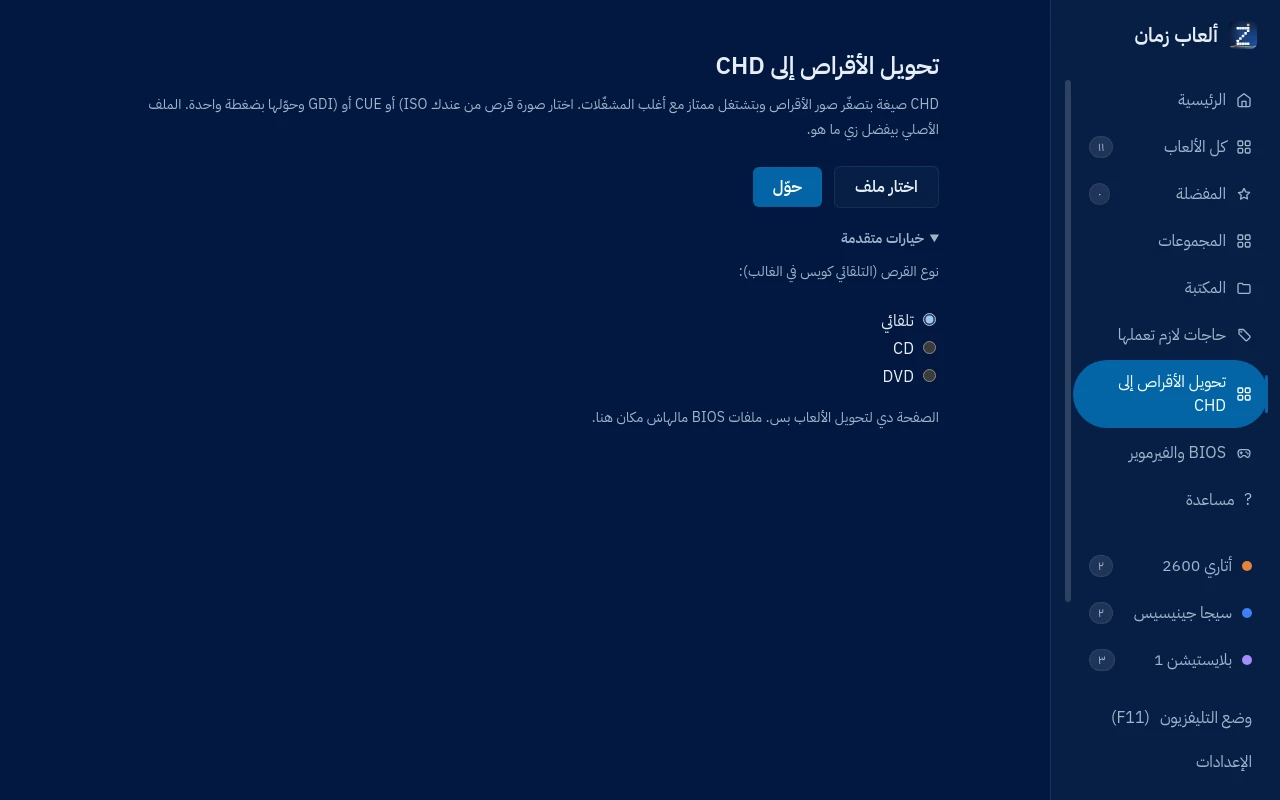 ألعاب زمان
الرئيسية
كل الألعاب ١١
المفضلة ٠
المجموعات
المكتبة
حاجات لازم تعملها
تحويل الأقراص إلى
CHD
BIOS والفيرموير
? مساعدة
أتاري 2600 ٢
سيجا جينيسيس ٢
بلايستيشن 1 ٣
وضع التليفزيون (F11)
الإعدادات
تحويل الأقراص إلى CHD
CHD صيغة بتصغّر صور الأقراص وبتشتغل ممتاز مع أغلب المشغّلات. اختار صورة قرص من عندك ISO) أو CUE أو (GDI وحوّلها بضغطة واحدة. الملف
الأصلي بيفضل زي ما هو.
اختار ملف
حوّل
▼ خيارات متقدمة
نوع القرص (التلقائي كويس في الغالب):
تلقائي
CD
DVD
الصفحة دي لتحويل الألعاب بس. ملفات BIOS مالهاش مكان هنا.